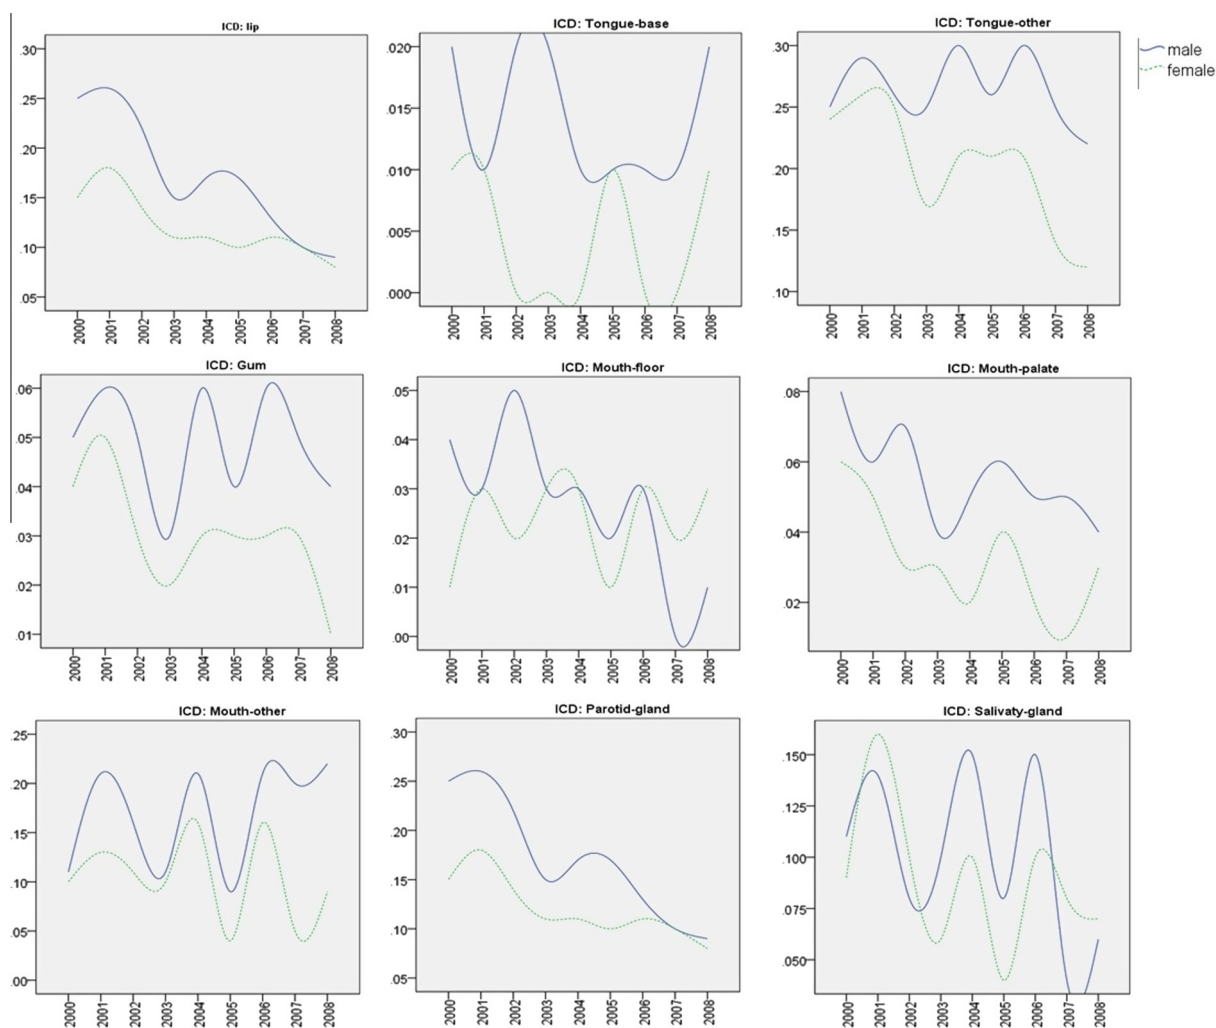 ICD: lip
.30
.25
.20
.15
.10
.05
2000 2001 2002 2003 2004 2005 2006 2007 2008
ICD: Tongue-base
.020
.015
.010
.005
.000
2000 2001 2002 2003 2004 2005 2006 2007 2008
ICD: Tongue-other
.30
.25
.20
.15
.10
2000 2001 2002 2003 2004 2005 2006 2007 2008
male
female
ICD: Gum
.06
.05
.04
.03
.02
.01
2000 2001 2002 2003 2004 2005 2006 2007 2008
ICD: Mouth-floor
.05
.04
.03
.02
.01
.00
2000 2001 2002 2003 2004 2005 2006 2007 2008
ICD: Mouth-palate
.08
.06
.04
.02
2000 2001 2002 2003 2004 2005 2006 2007 2008
ICD: Mouth-other
.25
.20
.15
.10
.05
.00
2000 2001 2002 2003 2004 2005 2006 2007 2008
ICD: Parotid-gland
.30
.25
.20
.15
.10
.05
2000 2001 2002 2003 2004 2005 2006 2007 2008
ICD: Salivaty-gland
.150
.125
.100
.075
.050
2000 2001 2002 2003 2004 2005 2006 2007 2008